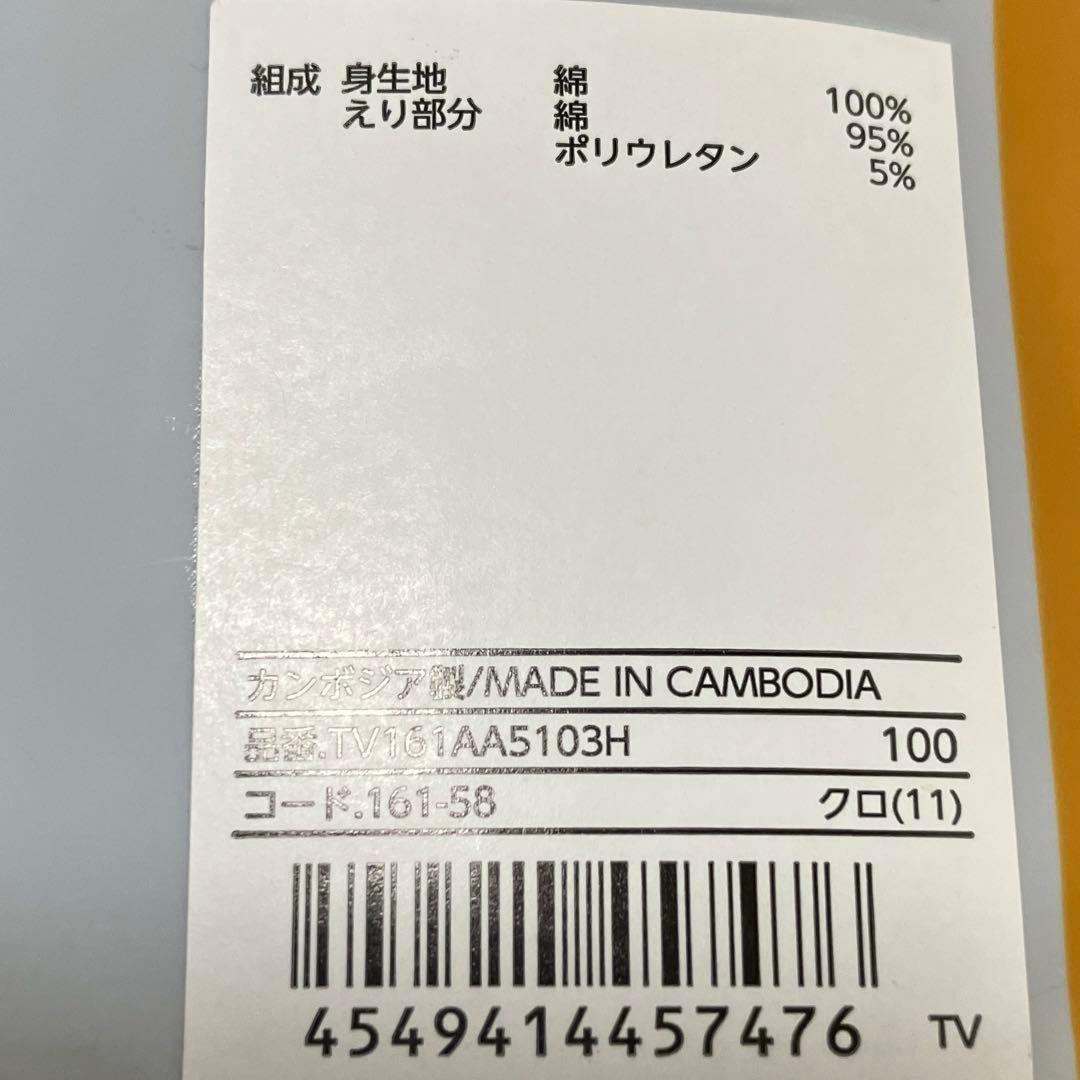 組成 身生地 綿 100%
えり部分 綿 95%
ポリウレタン 5%
カンボジア製/MADE IN CAMBODIA
品番.TV161AA5103H 100
コード.161-58 クロ(11)
4549414457476 TV